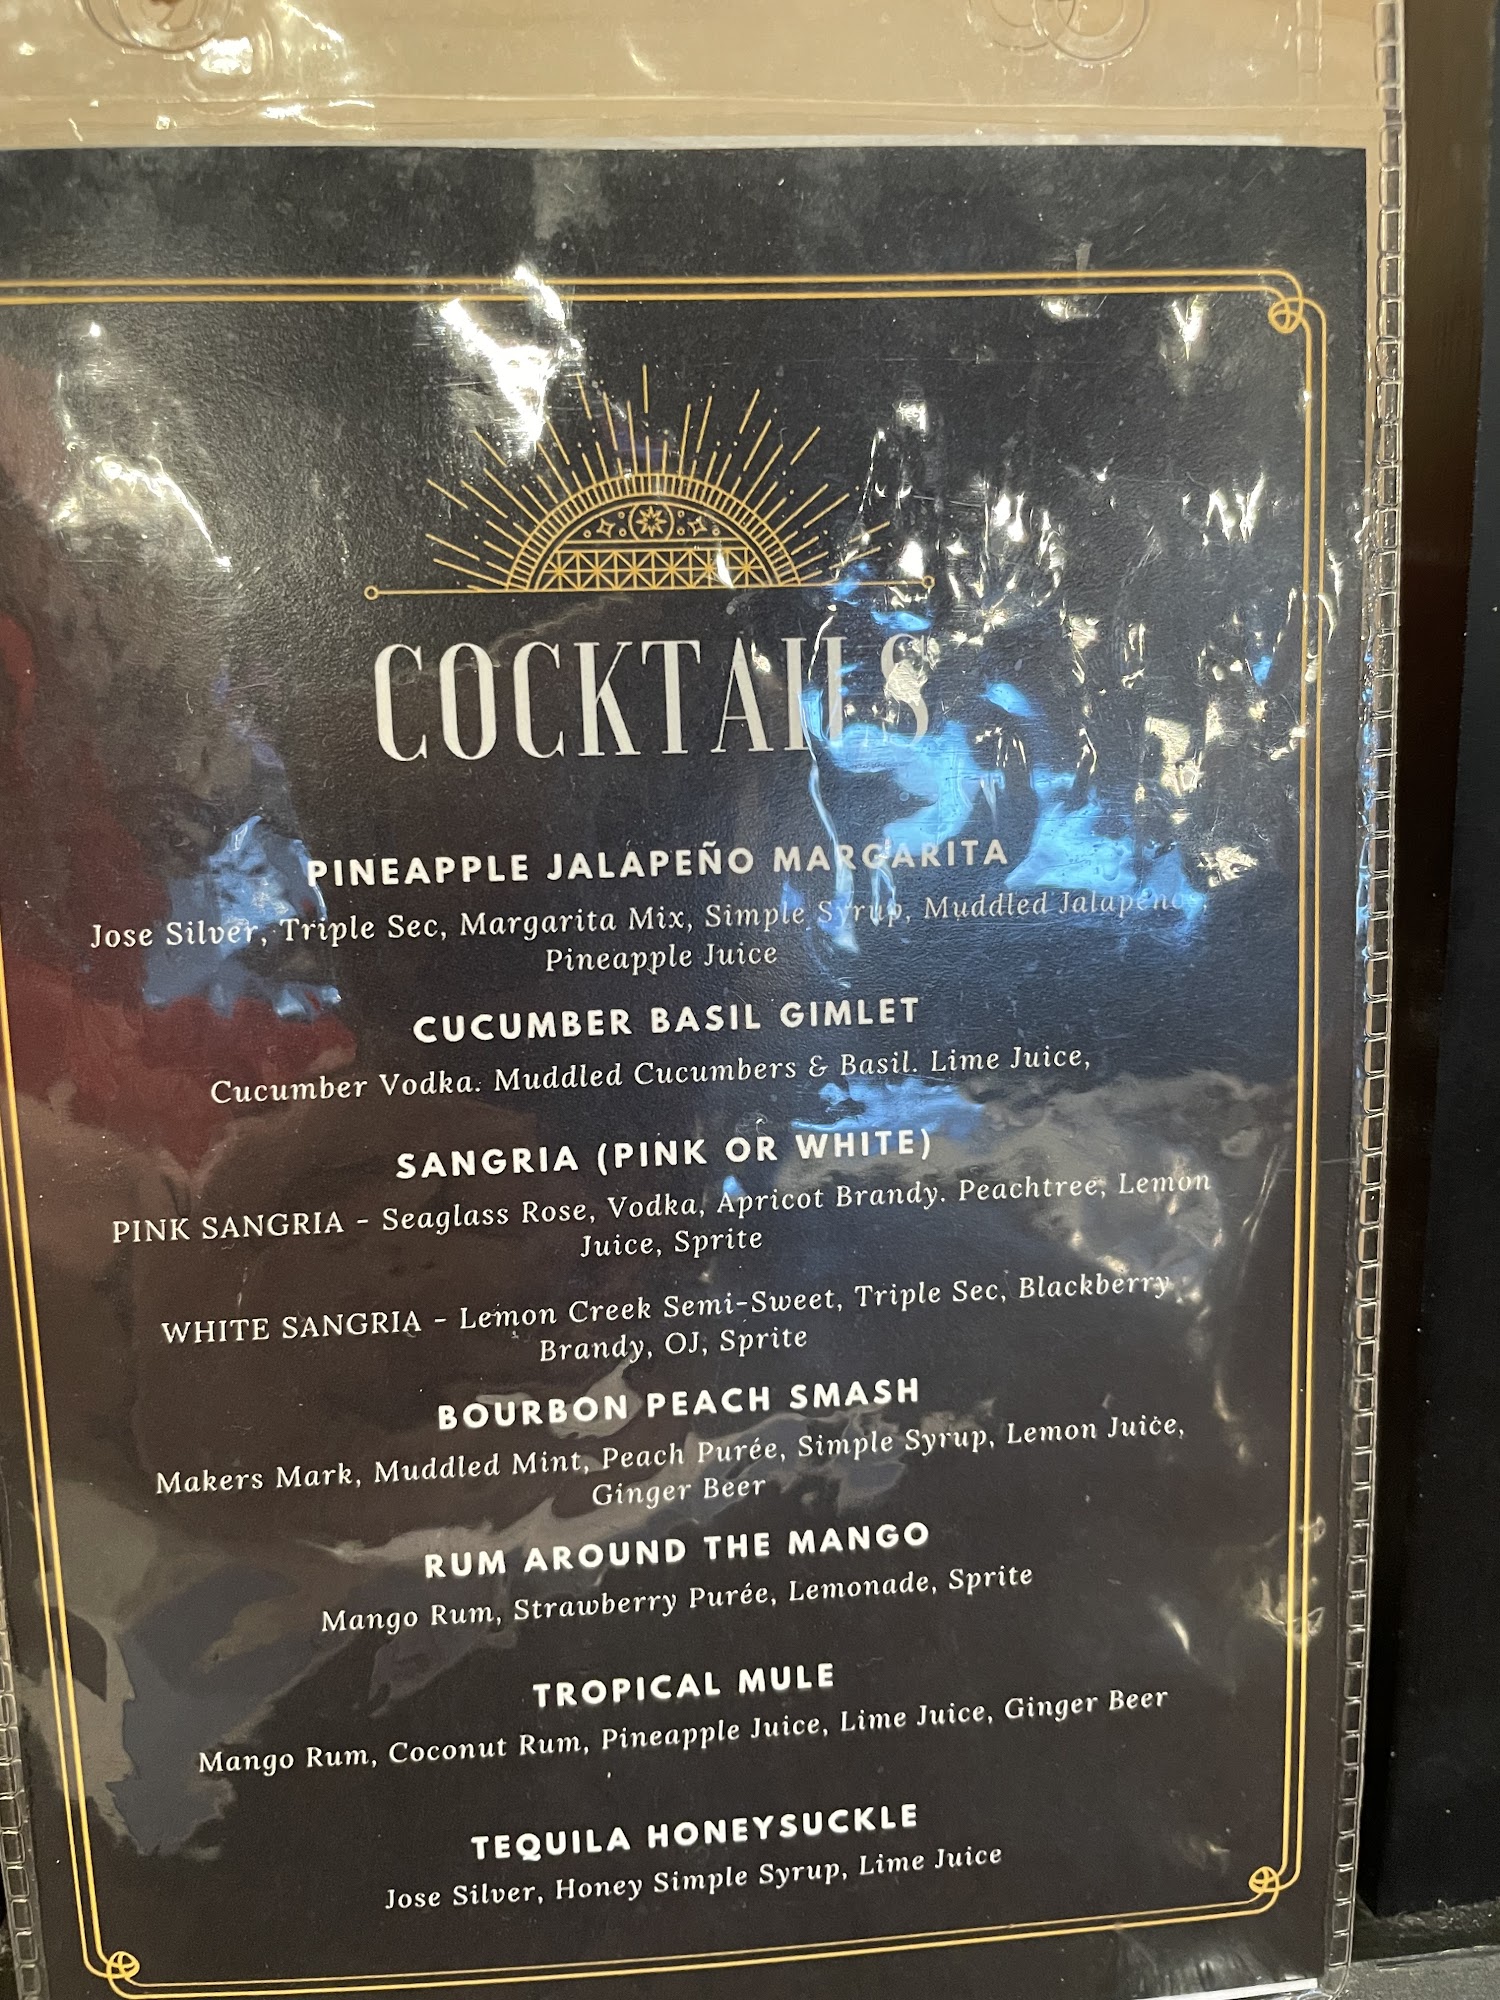 COCKTAILS
PINEAPPLE JALAPEÑO MARGARITA
Jose Silver, Triple Sec, Margarita Mix, Simple Syrup, Muddled Jalapeños,
Pineapple Juice
CUCUMBER BASIL GIMLET
Cucumber Vodka. Muddled Cucumbers & Basil. Lime Juice,
SANGRIA (PINK OR WHITE)
PINK SANGRIA - Seaglass Rose, Vodka, Apricot Brandy. Peachtree, Lemon
Juice, Sprite
WHITE SANGRIA - Lemon Creek Semi-Sweet, Triple Sec, Blackberry
Brandy, OJ, Sprite
BOURBON PEACH SMASH
Makers Mark, Muddled Mint, Peach Purée, Simple Syrup, Lemon Juice,
Ginger Beer
RUM AROUND THE MANGO
Mango Rum, Strawberry Purée, Lemonade, Sprite
TROPICAL MULE
Mango Rum, Coconut Rum, Pineapple Juice, Lime Juice, Ginger Beer
TEQUILA HONEYSUCKLE
Jose Silver, Honey Simple Syrup, Lime Juice